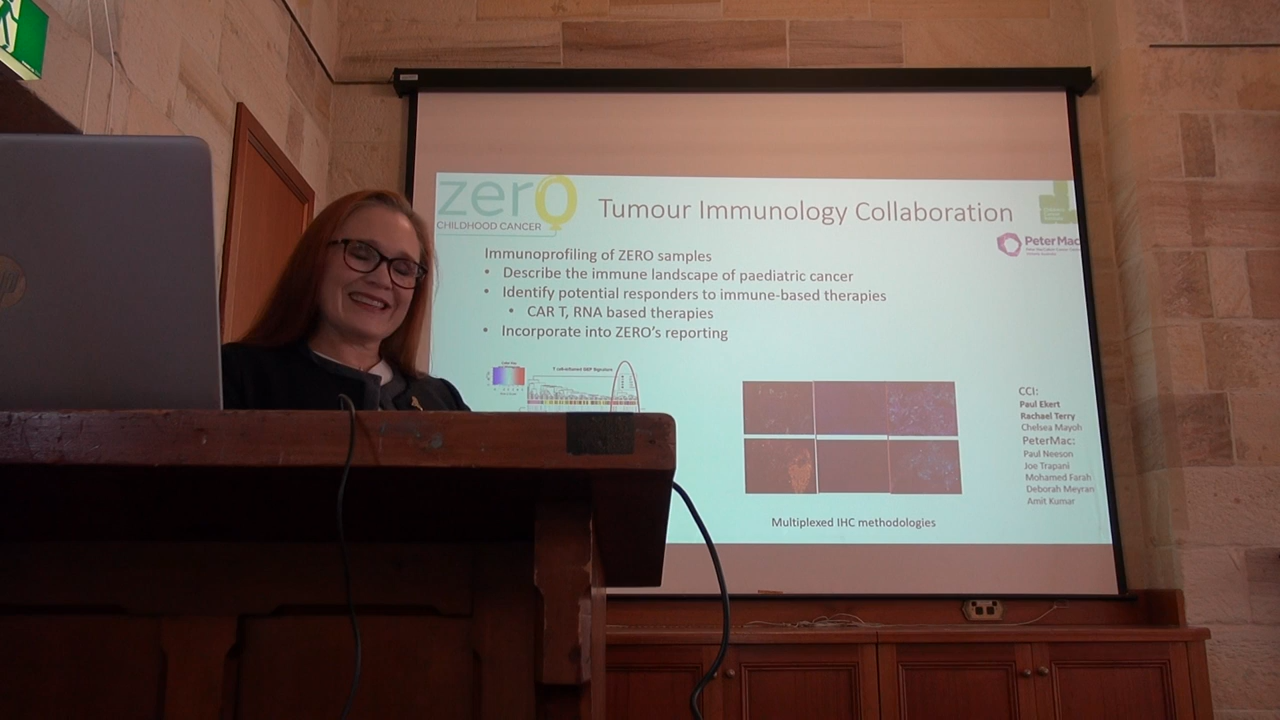 zero
CHILDHOOD CANCER
Tumour Immunology Collaboration
Peter Mac
Immunoprofiling of ZERO samples
• Describe the immune landscape of paediatric cancer
• Identify potential responders to immune-based therapies
• CAR T, RNA based therapies
• Incorporate into ZERO's reporting
Multiplexed IHC methodologies
CCI:
Paul Ekert
Rachael Terry
Chelsea Mayoh
PeterMac:
Paul Neeson
Joe Trapani
Mohamed Farah
Deborah Meyran
Amit Kumar
hp